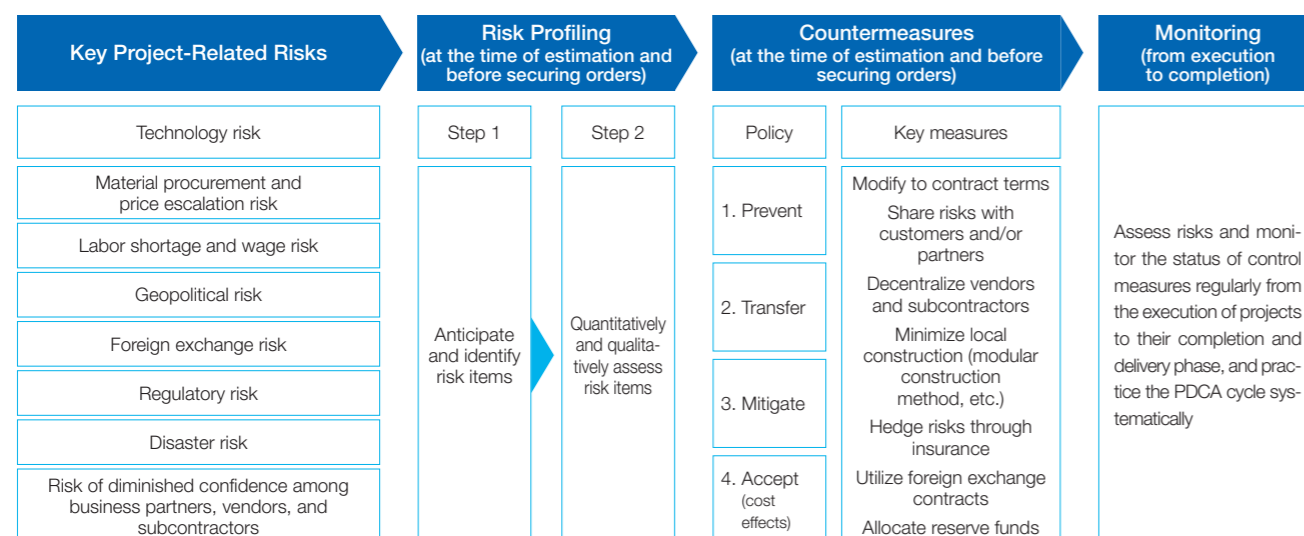 Key Project-Related Risks
Risk Profiling
(at the time of estimation and
before securing orders)
Countermeasures
(at the time of estimation and before
securing orders)
Monitoring
(from execution
to completion)
Technology risk
Material procurement and
price escalation risk
Labor shortage and wage risk
Geopolitical risk
Foreign exchange risk
Regulatory risk
Disaster risk
Risk of diminished confidence among
business partners, vendors, and
subcontractors
Step 1
Anticipate
and identify
risk items
Step 2
Quantitatively
and qualita-
tively assess
risk items
Policy
1. Prevent
2. Transfer
3. Mitigate
4. Accept
(cost
effects)
Key measures
Modify to contract terms
Share risks with
customers and/or
partners
Decentralize vendors
and subcontractors
Minimize local
construction (modular
construction
method, etc.)
Hedge risks through
insurance
Utilize foreign exchange
contracts
Allocate reserve funds
Assess risks and moni-
tor the status of control
measures regularly from
the execution of projects
to their completion and
delivery phase, and prac-
tice the PDCA cycle sys-
tematically